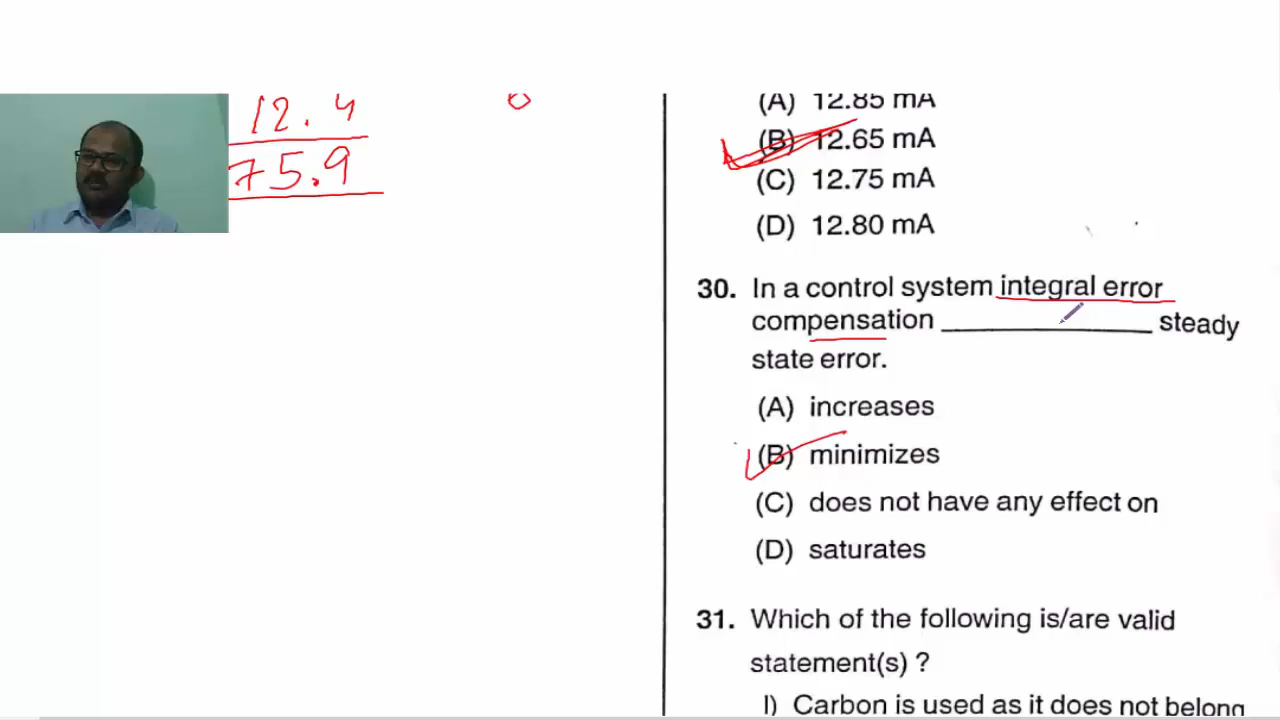 12.4
75.9
(A) 12.85 mA
(B) 12.65 mA
(C) 12.75 mA
(D) 12.80 mA
30. In a control system integral error
compensation ____________ steady
state error.
(A) increases
(B) minimizes
(C) does not have any effect on
(D) saturates
31. Which of the following is/are valid
statement(s) ?
I) Carbon is used as it does not belong